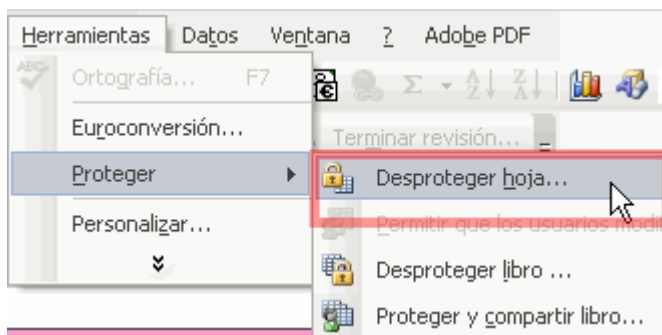 Herramientas Datos Ventana ? Adobe PDF
ABC Ortografía... F7
Euroconversión...
Terminar revisión...
Proteger
Desproteger hoja...
Personalizar...
Permitir que los usuarios modi
Desproteger libro ...
Proteger y compartir libro...